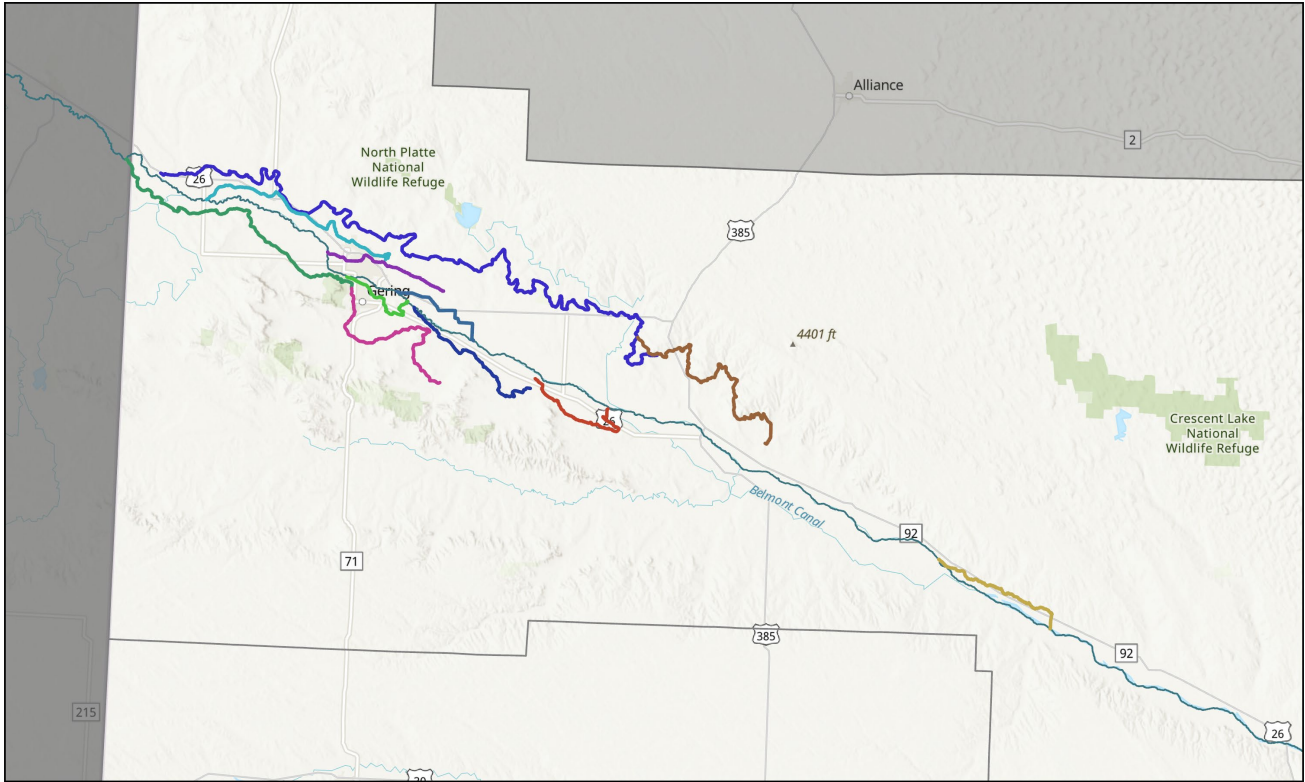 Alliance
2
North Platte
National
Wildlife Refuge
26
385
Gering
4401 ft
26
Crescent Lake
National
Wildlife Refuge
Belmont Canal
92
71
385
92
215
26